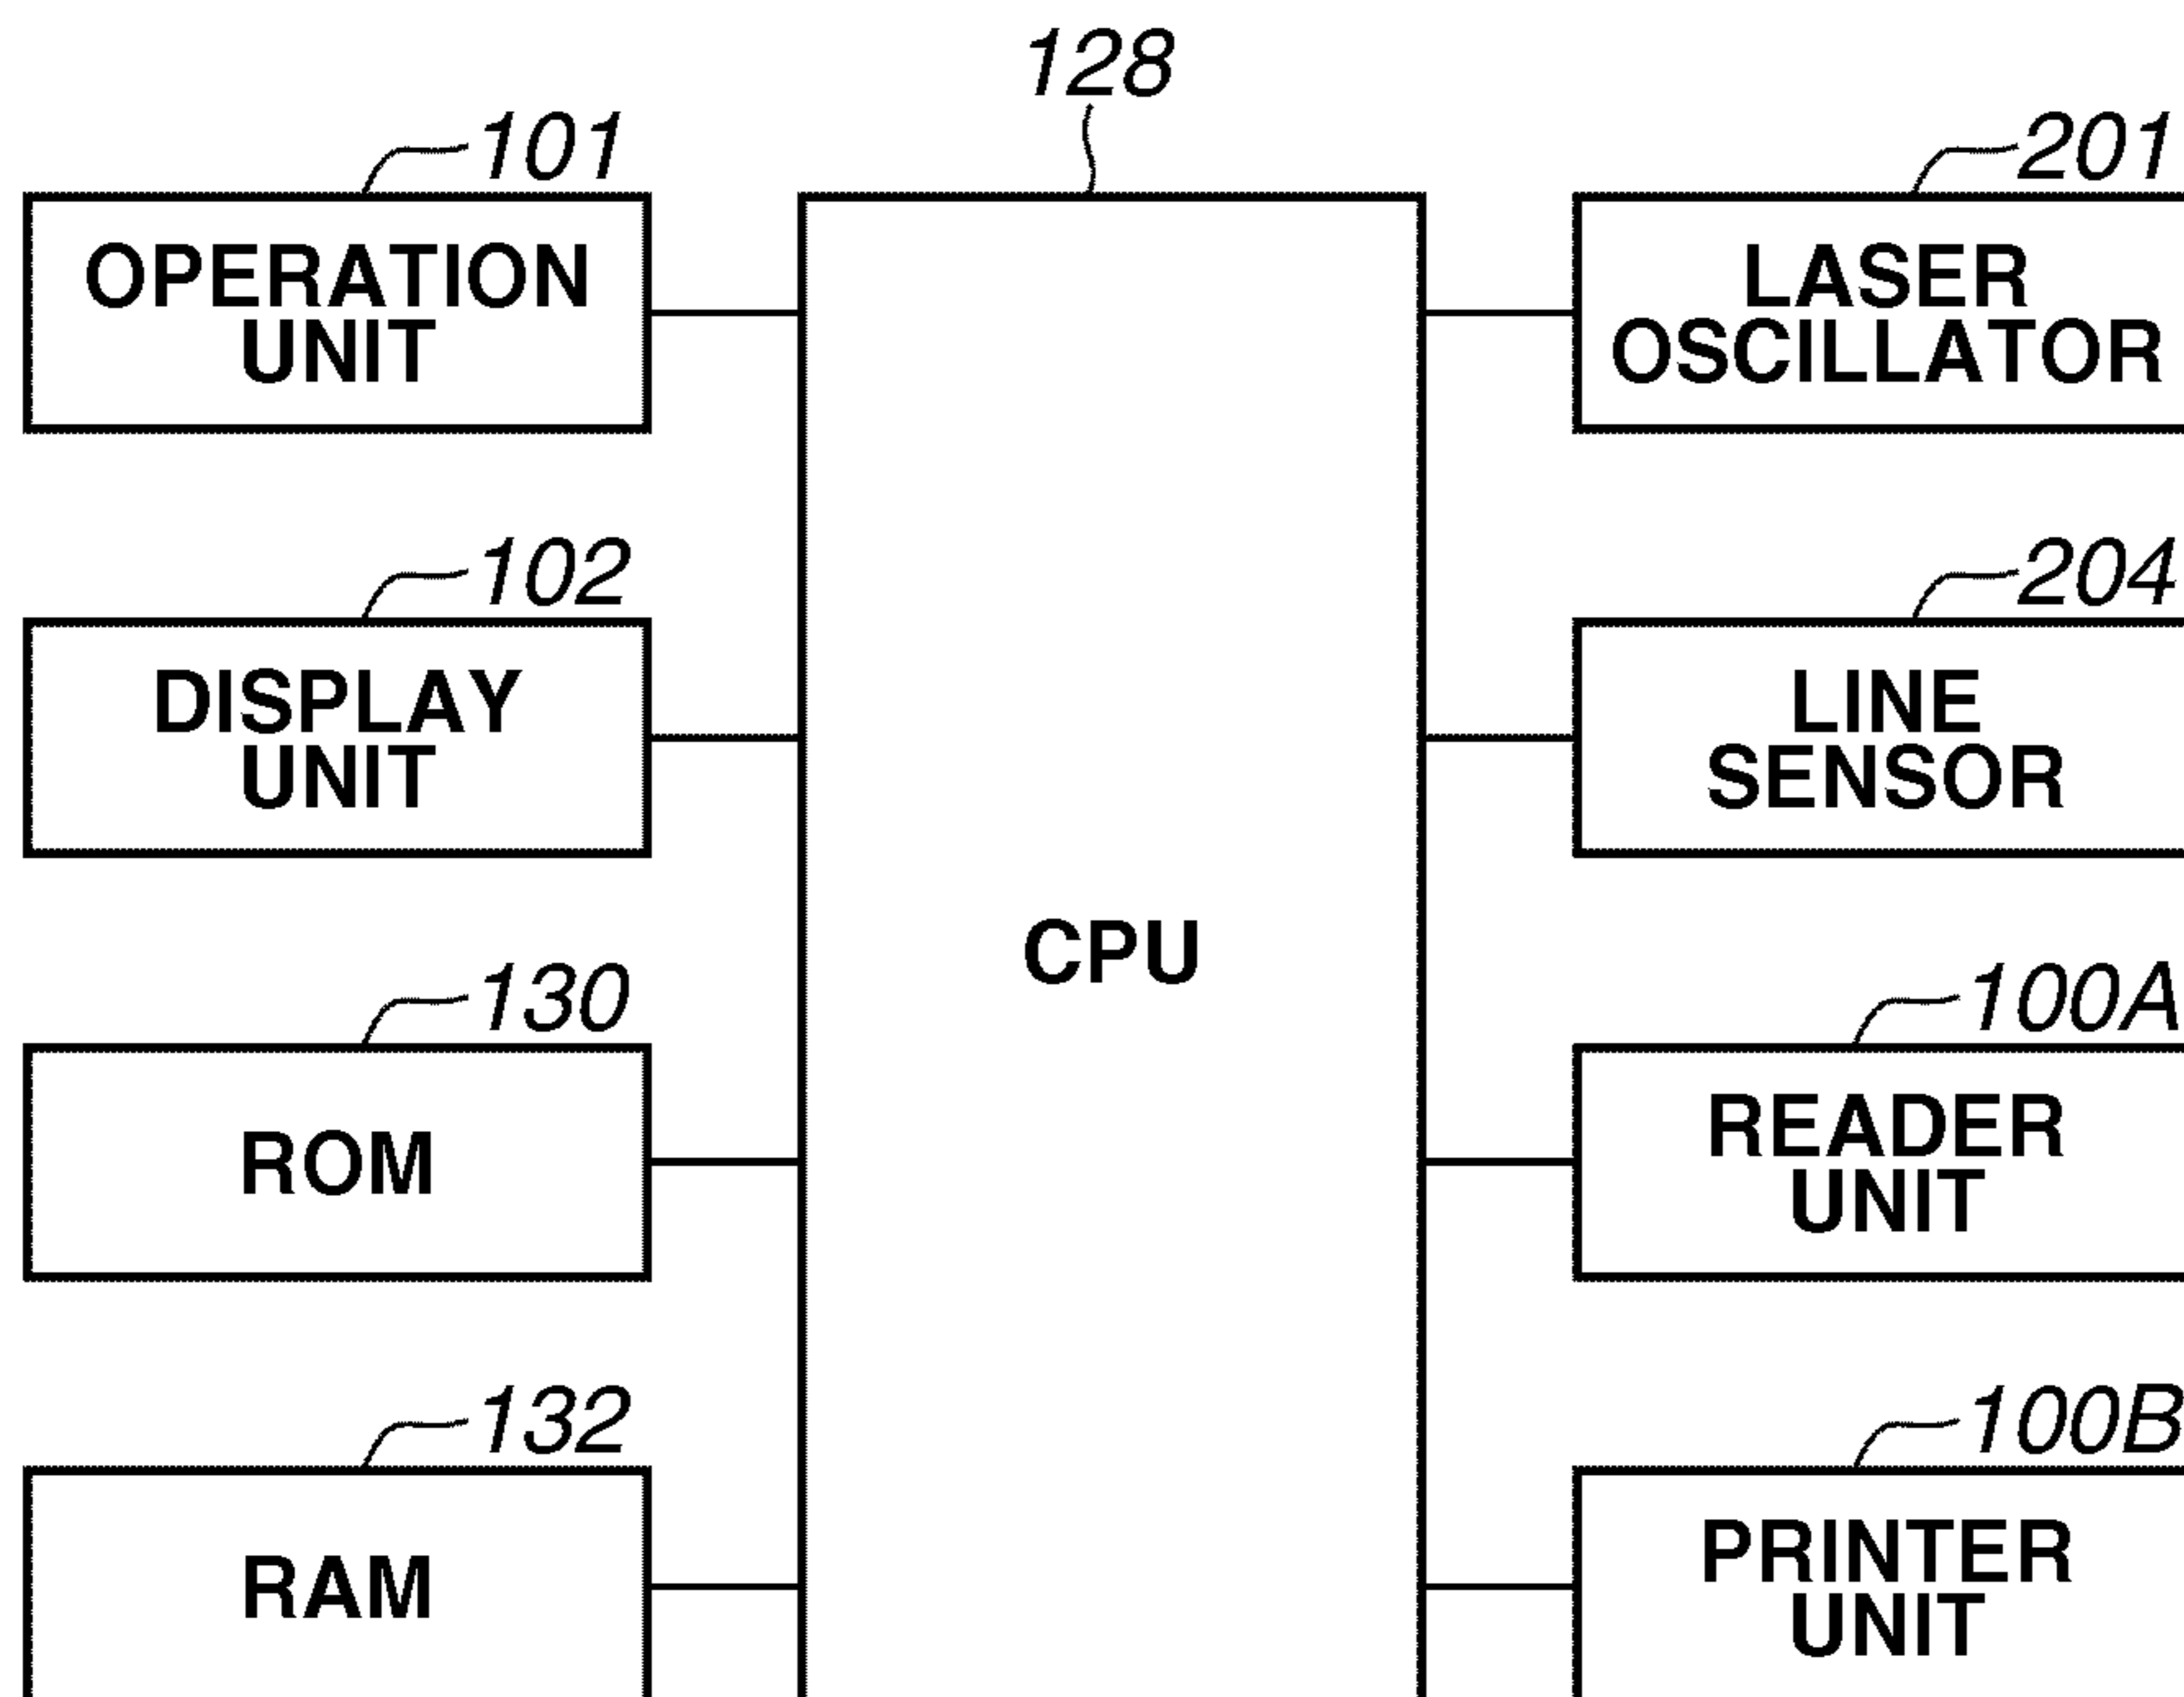 128
101
OPERATION
UNIT
201
LASER
OSCILLATOR
102
DISPLAY
UNIT
204
LINE
SENSOR
CPU
130
ROM
100A
READER
UNIT
132
RAM
100B
PRINTER
UNIT